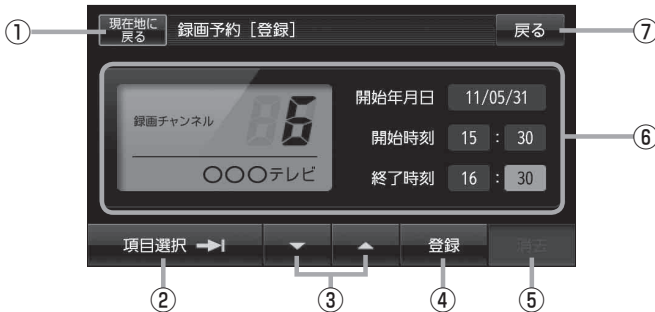 ①
現在地に
戻る
録画予約［登録］
戻る
⑦
録画チャンネル
6
〇〇〇テレビ
開始年月日 11/05/31
開始時刻 15 : 30
終了時刻 16 : 30
⑥
項目選択
登録
消去
②
③
④
⑤